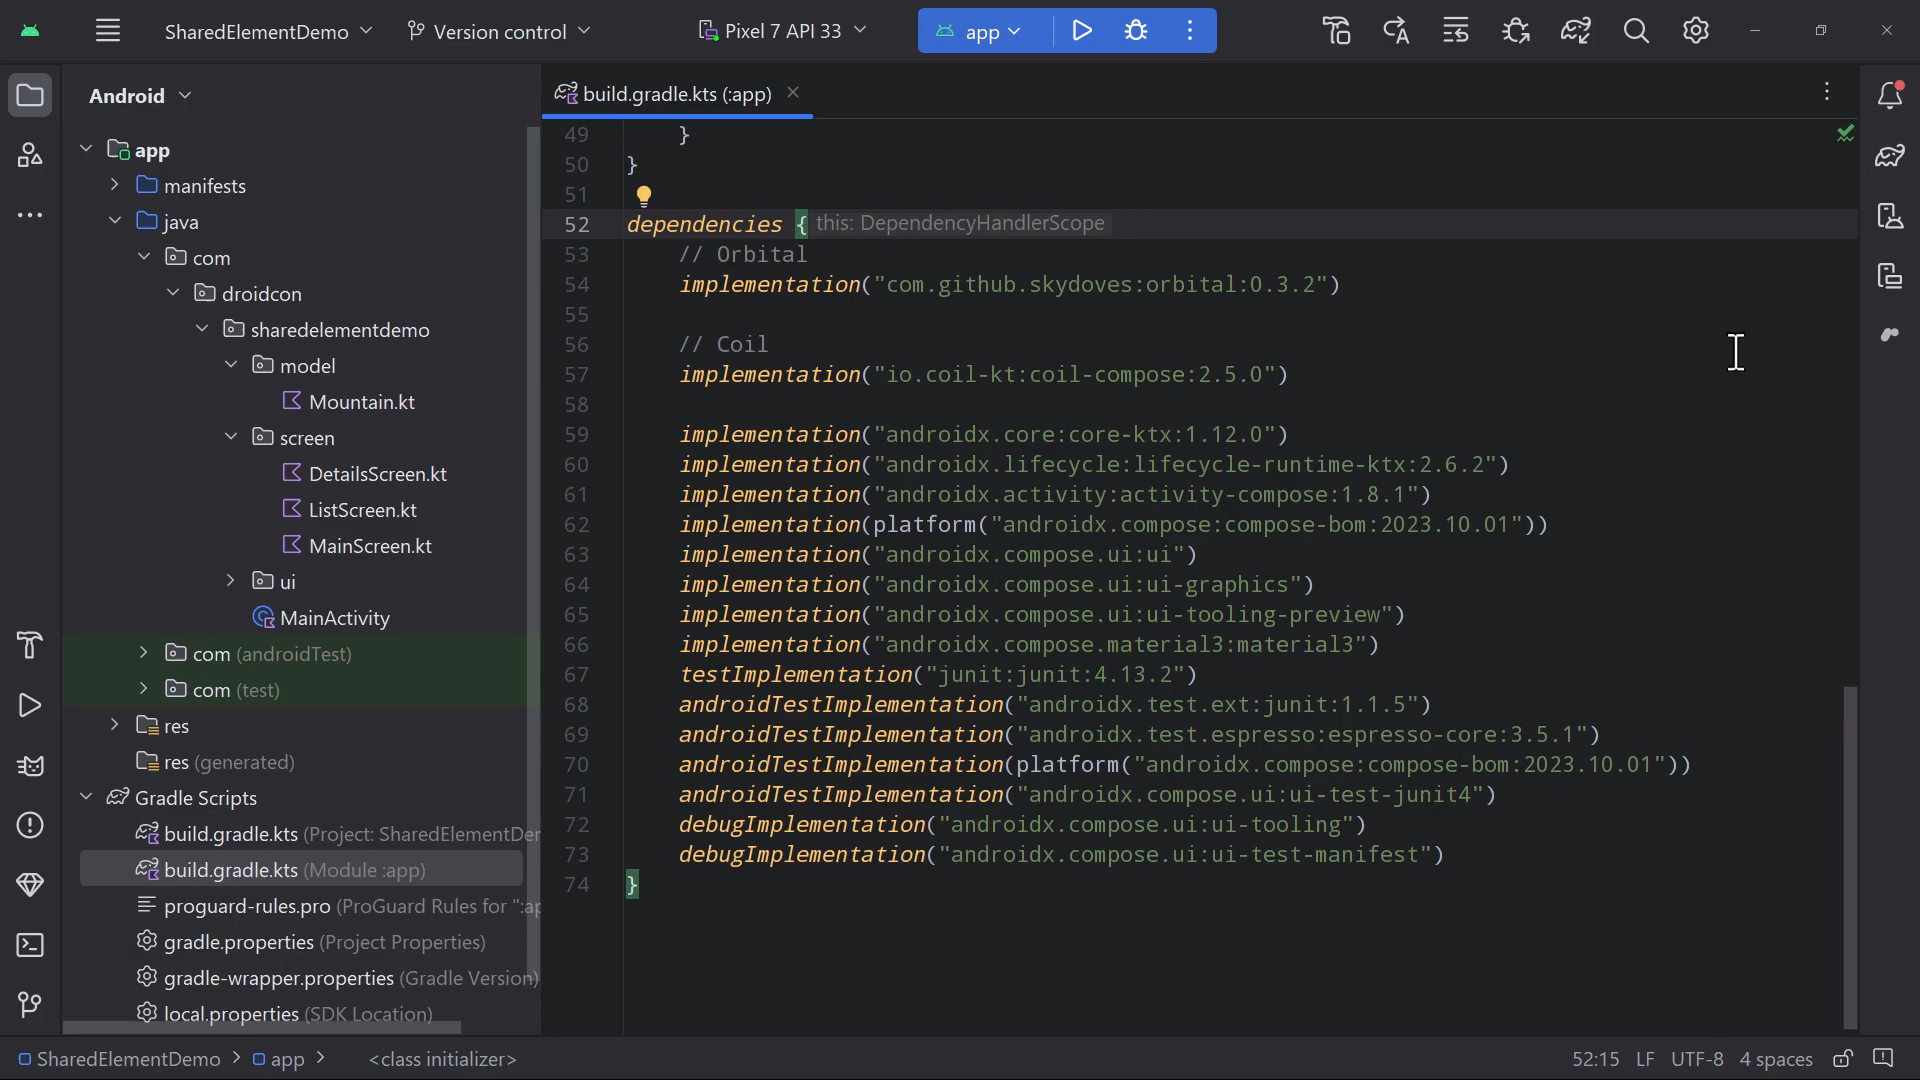 SharedElementDemo
Version control
Pixel 7 API 33
app
Android
app
manifests
java
com
droidcon
sharedelementdemo
model
Mountain.kt
screen
DetailsScreen.kt
ListScreen.kt
MainScreen.kt
ui
MainActivity
com (androidTest)
com (test)
res
res (generated)
Gradle Scripts
build.gradle.kts (Project: SharedElementDer
build.gradle.kts (Module :app)
proguard-rules.pro (ProGuard Rules for ":ap
gradle.properties (Project Properties)
gradle-wrapper.properties (Gradle Version)
local.properties (SDK Location)
build.gradle.kts (:app)
49 }
50 }
51
52 dependencies { this: DependencyHandlerScope
53 // Orbital
54 implementation("com.github.skydoves:orbital:0.3.2")
55
56 // Coil
57 implementation("io.coil-kt:coil-compose:2.5.0")
58
59 implementation("androidx.core:core-ktx:1.12.0")
60 implementation("androidx.lifecycle:lifecycle-runtime-ktx:2.6.2")
61 implementation("androidx.activity:activity-compose:1.8.1")
62 implementation(platform("androidx.compose:compose-bom:2023.10.01"))
63 implementation("androidx.compose.ui:ui")
64 implementation("androidx.compose.ui:ui-graphics")
65 implementation("androidx.compose.ui:ui-tooling-preview")
66 implementation("androidx.compose.material3:material3")
67 testImplementation("junit:junit:4.13.2")
68 androidTestImplementation("androidx.test.ext:junit:1.1.5")
69 androidTestImplementation("androidx.test.espresso:espresso-core:3.5.1")
70 androidTestImplementation(platform("androidx.compose:compose-bom:2023.10.01"))
71 androidTestImplementation("androidx.compose.ui:ui-test-junit4")
72 debugImplementation("androidx.compose.ui:ui-tooling")
73 debugImplementation("androidx.compose.ui:ui-test-manifest")
74 }
SharedElementDemo > app > <class initializer>
52:15 LF UTF-8 4 spaces